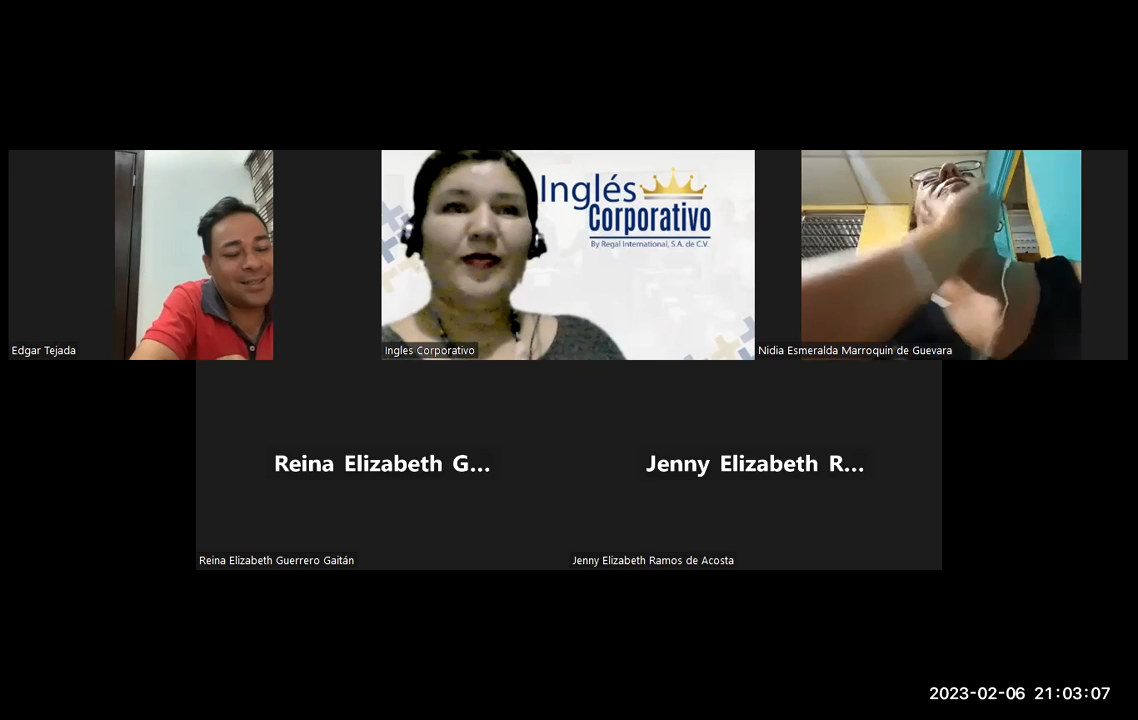 Inglés
Corporativo
By Regal International, S.A. de C.V.
Edgar Tejada
Ingles Corporativo
Nidia Esmeralda Marroquin de Guevara
Reina Elizabeth G...
Jenny Elizabeth R...
Reina Elizabeth Guerrero Gaitán
Jenny Elizabeth Ramos de Acosta
2023-02-06 21:03:07